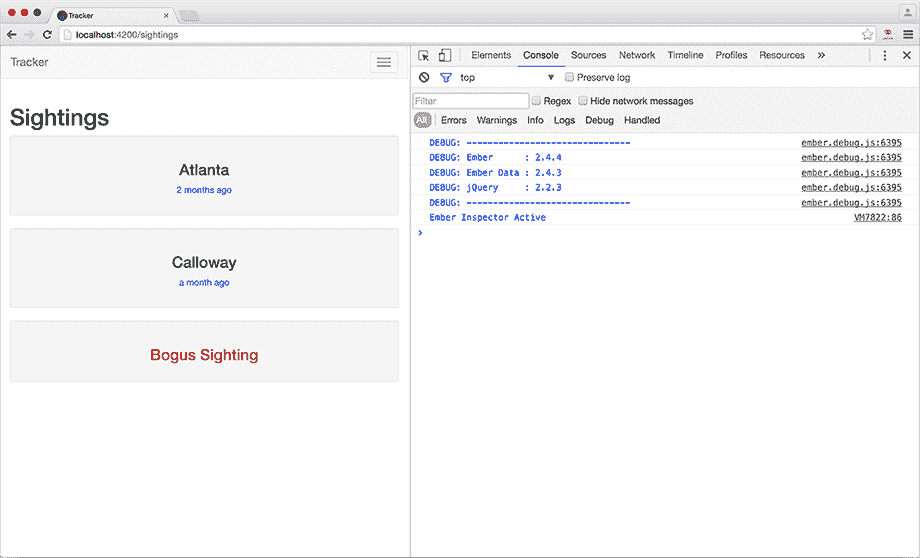 Tracker
localhost:4200/sightings
Tracker
Sightings
Atlanta
2 months ago
Calloway
a month ago
Bogus Sighting
Elements Console Sources Network Timeline Profiles Resources »
top ▼ Preserve log
Filter Regex Hide network messages
All Errors Warnings Info Logs Debug Handled
DEBUG: ------------------------------- ember.debug.js:6395
DEBUG: Ember : 2.4.4 ember.debug.js:6395
DEBUG: Ember Data : 2.4.3 ember.debug.js:6395
DEBUG: jQuery : 2.2.3 ember.debug.js:6395
DEBUG: ------------------------------- ember.debug.js:6395
Ember Inspector Active VM7822:86
>